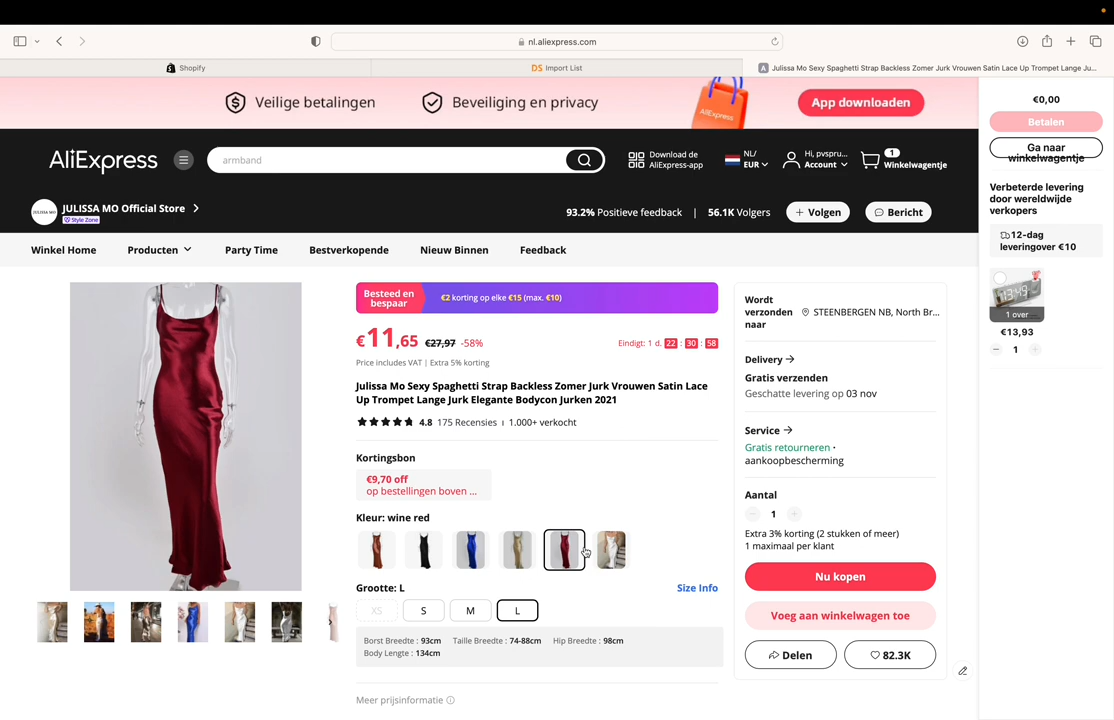 nl.aliexpress.com
Shopify
DS Import List
A Julissa Mo Sexy Spaghetti Strap Backless Zomer Jurk Vrouwen Satin Lace Up Trompet Lange Ju...
Veilige betalingen
Beveiliging en privacy
AliExpress
App downloaden
AliExpress
armband
Download de
AliExpress-app
NL/
EUR
Hi, pvspru...
Account
1
Winkelwagentje
JULISSA MO
JULISSA MO Official Store
Style Zone
93.2% Positieve feedback | 56.1K Volgers
+ Volgen
Bericht
Winkel Home
Producten
Party Time
Bestverkopende
Nieuw Binnen
Feedback
Besteed en
bespaar
€2 korting op elke €15 (max. €10)
€11,65 €27,97 -58%
Eindigt: 1 d. 22 : 30 : 58
Price includes VAT | Extra 5% korting
Julissa Mo Sexy Spaghetti Strap Backless Zomer Jurk Vrouwen Satin Lace
Up Trompet Lange Jurk Elegante Bodycon Jurken 2021
4.8 175 Recensies | 1.000+ verkocht
Kortingsbon
€9,70 off
op bestellingen boven ...
Kleur: wine red
Grootte: L
Size Info
XS
S
M
L
Borst Breedte : 93cm Taille Breedte : 74-88cm Hip Breedte : 98cm
Body Lengte : 134cm
Meer prijsinformatie
Wordt
verzonden
naar
STEENBERGEN NB, North Br...
Delivery
Gratis verzenden
Geschatte levering op 03 nov
Service
Gratis retourneren •
aankoopbescherming
Aantal
− 1 +
Extra 3% korting (2 stukken of meer)
1 maximaal per klant
Nu kopen
Voeg aan winkelwagen toe
Delen
82.3K
€0,00
Betalen
Ga naar
winkelwagentje
Verbeterde levering
door wereldwijde
verkopers
12-dag
leveringover €10
1 over
€13,93
− 1 +